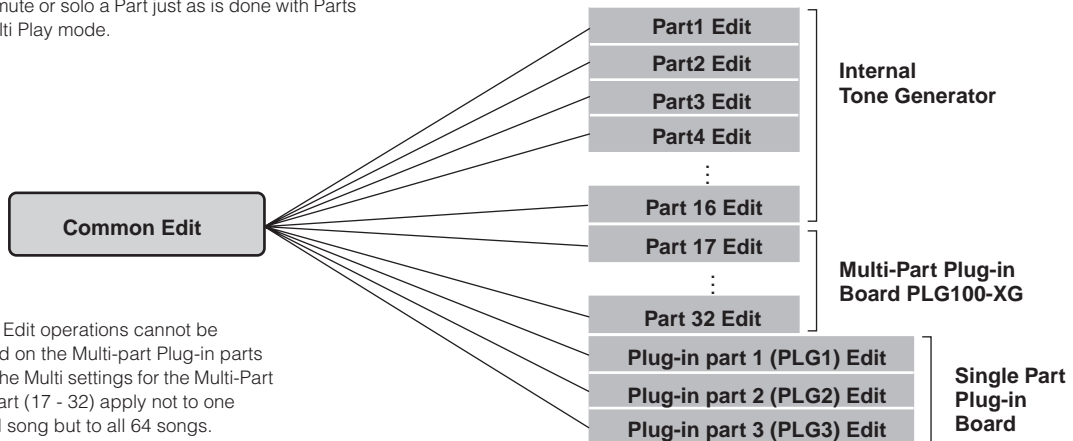 mute or solo a Part just as is done with Parts
lti Play mode.
Part1 Edit
Part2 Edit
Part3 Edit
Part4 Edit
Part 16 Edit
Part 17 Edit
Part 32 Edit
Plug-in part 1 (PLG1) Edit
Plug-in part 2 (PLG2) Edit
Plug-in part 3 (PLG3) Edit
Internal
Tone Generator
Multi-Part Plug-in
Board PLG100-XG
Single Part
Plug-in
Board
Common Edit
Edit operations cannot be
d on the Multi-part Plug-in parts
he Multi settings for the Multi-Part
art (17 - 32) apply not to one
l song but to all 64 songs.